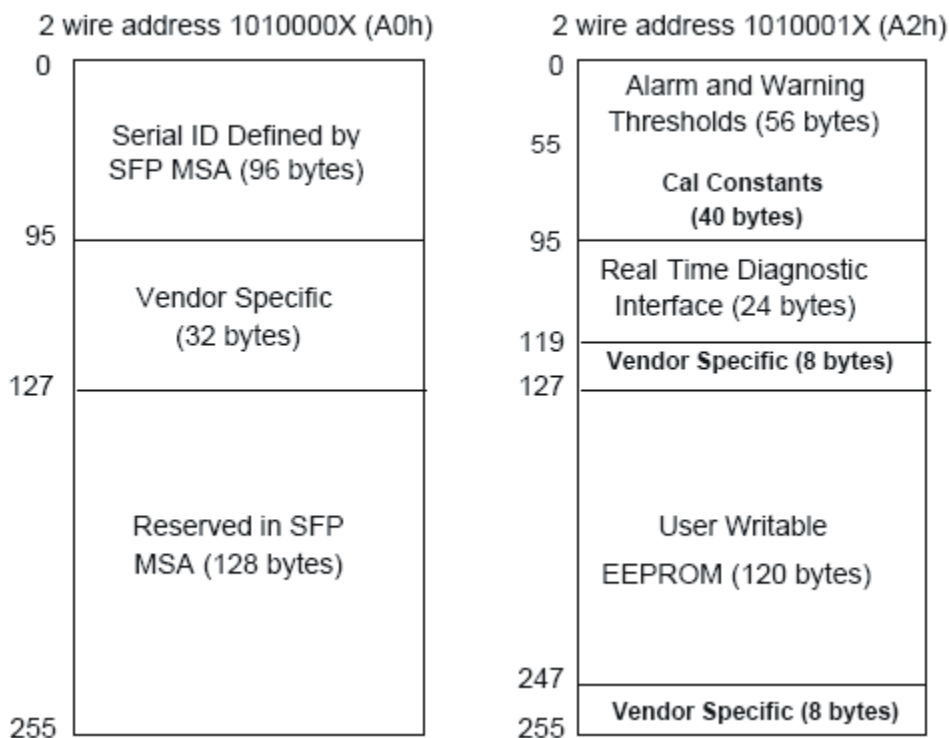 2 wire address 1010000X (A0h)
0
Serial ID Defined by
SFP MSA (96 bytes)
95
Vendor Specific
(32 bytes)
127
Reserved in SFP
MSA (128 bytes)
255
2 wire address 1010001X (A2h)
0
Alarm and Warning
Thresholds (56 bytes)
55
Cal Constants
(40 bytes)
95
Real Time Diagnostic
Interface (24 bytes)
119
Vendor Specific (8 bytes)
127
User Writable
EEPROM (120 bytes)
247
Vendor Specific (8 bytes)
255